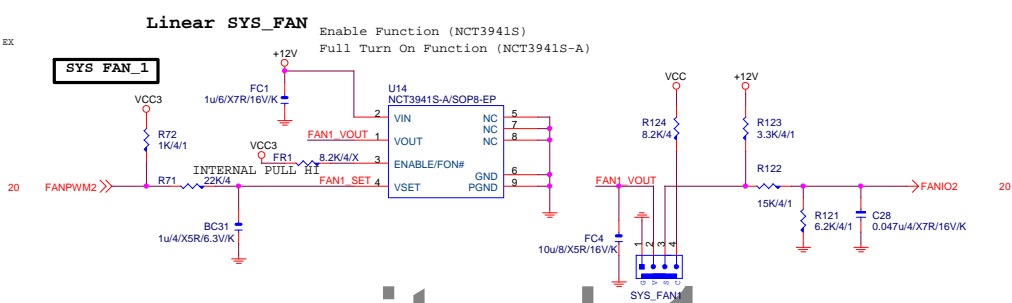 Linear SYS_FAN
Enable Function (NCT3941S)
Full Turn On Function (NCT3941S-A)
EX
SYS FAN_1
+12V
FC1
1u/6/X7R/16V/K
U14
NCT3941S-A/SOP8-EP
VCC3
R72
1K/4/1
2 VIN
FAN1_VOUT 1 VOUT
VCC3
FR1 8.2K/4/X 3 ENABLE/FON#
INTERNAL PULL HI
FAN1_SET 4 VSET
NC 5
NC 7
NC 8
GND 6
PGND 9
20 FANPWM2 R71 22K/4
BC31
1u/4/X5R/6.3V/K
VCC
+12V
R124
8.2K/4
R123
3.3K/4/1
R122
15K/4/1
FAN1_VOUT
FANIO2 20
R121
6.2K/4/1
C28
0.047u/4/X7R/16V/K
FC4
10u/8/X5R/16V/K
1 2 3 4
G V S C
SYS_FAN1